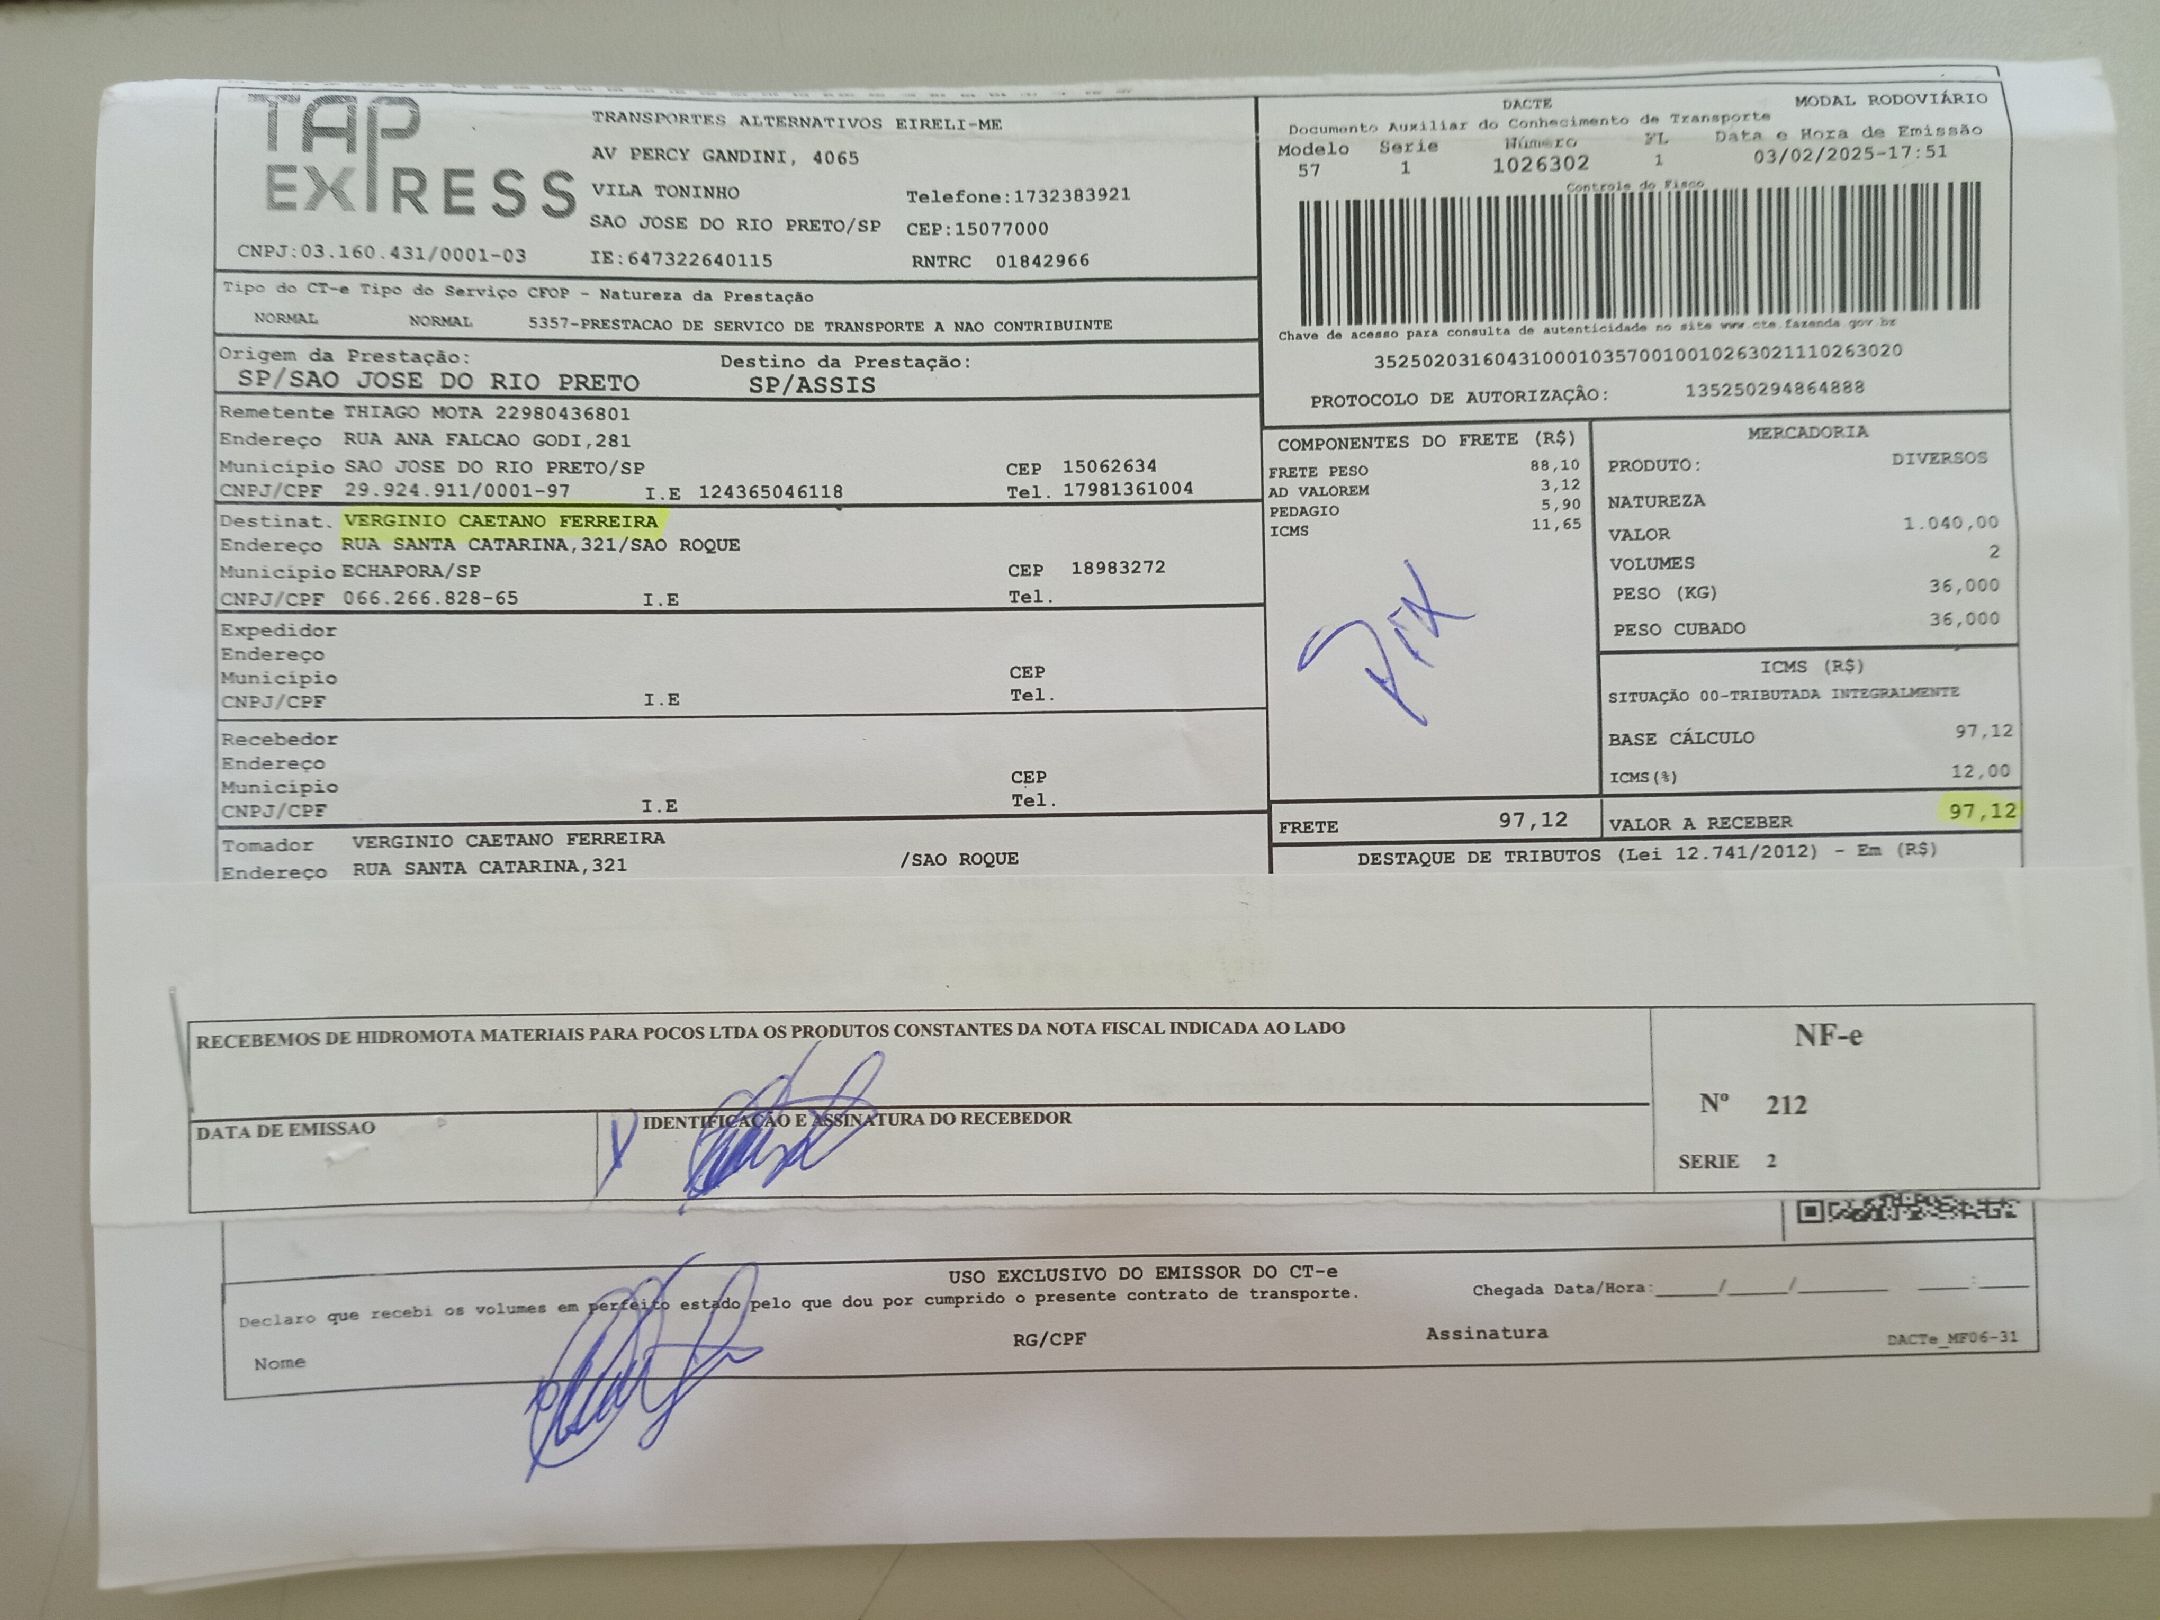 TAP EXPRESS
TRANSPORTES ALTERNATIVOS EIRELI-ME
AV PERCY GANDINI, 4065
VILA TONINHO Telefone:1732383921
SAO JOSE DO RIO PRETO/SP CEP:15077000
CNPJ:03.160.431/0001-03 IE:647322640115 RNTRC 01842966
DACTE MODAL RODOVIÁRIO
Documento Auxiliar do Conhecimento de Transporte
Modelo Serie Número FL Data e Hora de Emissão
57 1 1026302 1 03/02/2025-17:51
Controle do Fisco
Chave de acesso para consulta de autenticidade no site www.cte.fazenda.gov.br
35250203160431000103570010010263021110263020
PROTOCOLO DE AUTORIZAÇÂO: 135250294864888
Tipo do CT-e Tipo do Serviço CFOP - Natureza da Prestação
NORMAL NORMAL 5357-PRESTACAO DE SERVICO DE TRANSPORTE A NAO CONTRIBUINTE
Origem da Prestação: Destino da Prestação:
SP/SAO JOSE DO RIO PRETO SP/ASSIS
Remetente THIAGO MOTA 22980436801
Endereço RUA ANA FALCAO GODI,281
Município SAO JOSE DO RIO PRETO/SP CEP 15062634
CNPJ/CPF 29.924.911/0001-97 I.E 124365046118 Tel. 17981361004
Destinat. VERGINIO CAETANO FERREIRA
Endereço RUA SANTA CATARINA,321/SAO ROQUE
Município ECHAPORA/SP CEP 18983272
CNPJ/CPF 066.266.828-65 I.E Tel.
Expedidor
Endereço
Município CEP
CNPJ/CPF I.E Tel.
Recebedor
Endereço
Município CEP
CNPJ/CPF I.E Tel.
Tomador VERGINIO CAETANO FERREIRA
Endereço RUA SANTA CATARINA,321 /SAO ROQUE
COMPONENTES DO FRETE (R$)
FRETE PESO 88,10
AD VALOREM 3,12
PEDAGIO 5,90
ICMS 11,65
PIX
MERCADORIA
PRODUTO: DIVERSOS
NATUREZA
VALOR 1.040,00
VOLUMES 2
PESO (KG) 36,000
PESO CUBADO 36,000
ICMS (R$)
SITUAÇÃO 00-TRIBUTADA INTEGRALMENTE
BASE CÁLCULO 97,12
ICMS(%) 12,00
FRETE 97,12 VALOR A RECEBER 97,12
DESTAQUE DE TRIBUTOS (Lei 12.741/2012) - Em (R$)
RECEBEMOS DE HIDROMOTA MATERIAIS PARA POCOS LTDA OS PRODUTOS CONSTANTES DA NOTA FISCAL INDICADA AO LADO
DATA DE EMISSAO IDENTIFICAÇÃO E ASSINATURA DO RECEBEDOR
NF-e
Nº 212
SERIE 2
USO EXCLUSIVO DO EMISSOR DO CT-e
Declaro que recebi os volumes em perfeito estado pelo que dou por cumprido o presente contrato de transporte. Chegada Data/Hora:____/____/______ ____:____
Nome RG/CPF Assinatura DACTe_MF06-31